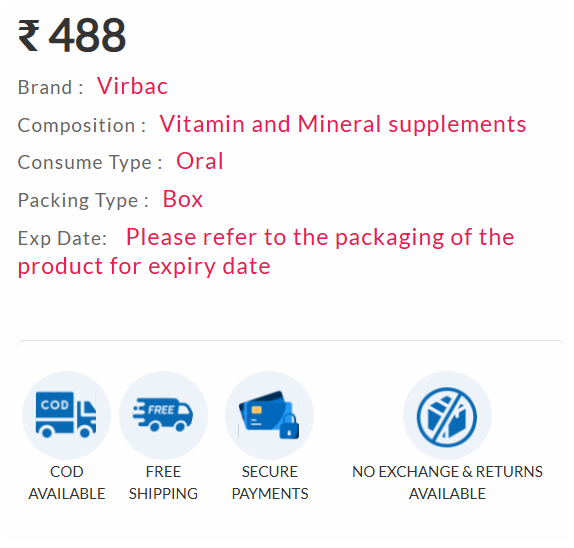 ₹ 488
Brand : Virbac
Composition : Vitamin and Mineral supplements
Consume Type : Oral
Packing Type : Box
Exp Date: Please refer to the packaging of the
product for expiry date
COD
FREE
COD
AVAILABLE
FREE
SHIPPING
SECURE
PAYMENTS
NO EXCHANGE & RETURNS
AVAILABLE